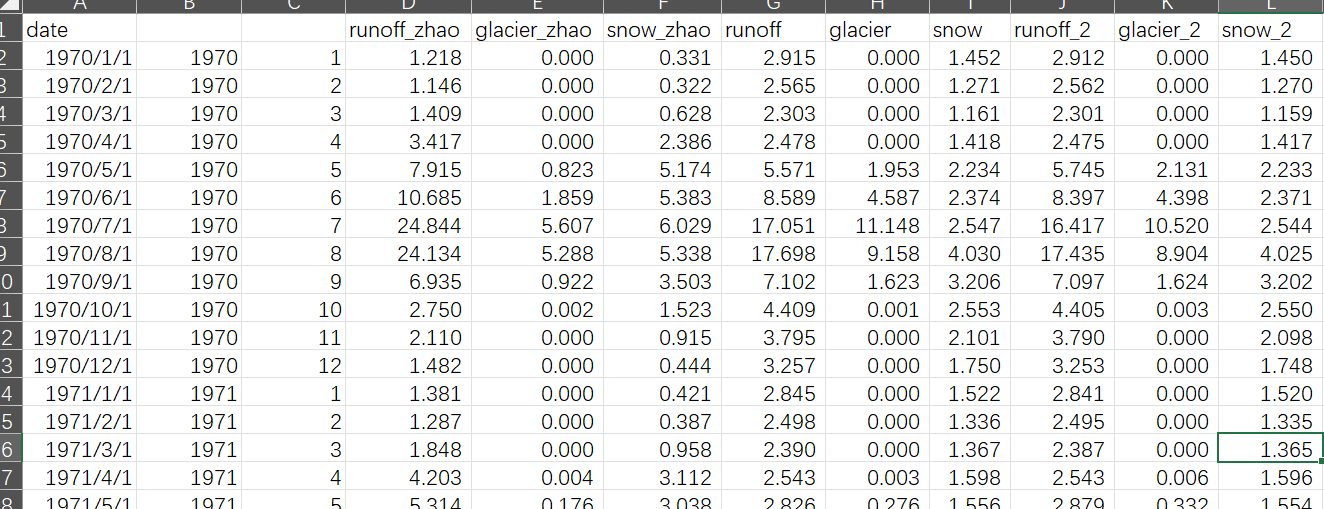 A B C D E F G H I J K L
1 date runoff_zhao glacier_zhao snow_zhao runoff glacier snow runoff_2 glacier_2 snow_2
2 1970/1/1 1970 1 1.218 0.000 0.331 2.915 0.000 1.452 2.912 0.000 1.450
3 1970/2/1 1970 2 1.146 0.000 0.322 2.565 0.000 1.271 2.562 0.000 1.270
4 1970/3/1 1970 3 1.409 0.000 0.628 2.303 0.000 1.161 2.301 0.000 1.159
5 1970/4/1 1970 4 3.417 0.000 2.386 2.478 0.000 1.418 2.475 0.000 1.417
6 1970/5/1 1970 5 7.915 0.823 5.174 5.571 1.953 2.234 5.745 2.131 2.233
7 1970/6/1 1970 6 10.685 1.859 5.383 8.589 4.587 2.374 8.397 4.398 2.371
8 1970/7/1 1970 7 24.844 5.607 6.029 17.051 11.148 2.547 16.417 10.520 2.544
9 1970/8/1 1970 8 24.134 5.288 5.338 17.698 9.158 4.030 17.435 8.904 4.025
0 1970/9/1 1970 9 6.935 0.922 3.503 7.102 1.623 3.206 7.097 1.624 3.202
1 1970/10/1 1970 10 2.750 0.002 1.523 4.409 0.001 2.553 4.405 0.003 2.550
2 1970/11/1 1970 11 2.110 0.000 0.915 3.795 0.000 2.101 3.790 0.000 2.098
3 1970/12/1 1970 12 1.482 0.000 0.444 3.257 0.000 1.750 3.253 0.000 1.748
4 1971/1/1 1971 1 1.381 0.000 0.421 2.845 0.000 1.522 2.841 0.000 1.520
5 1971/2/1 1971 2 1.287 0.000 0.387 2.498 0.000 1.336 2.495 0.000 1.335
6 1971/3/1 1971 3 1.848 0.000 0.958 2.390 0.000 1.367 2.387 0.000 1.365
7 1971/4/1 1971 4 4.203 0.004 3.112 2.543 0.003 1.598 2.543 0.006 1.596
8 1971/5/1 1971 5 5.314 0.176 3.038 2.826 0.276 1.556 2.879 0.332 1.554